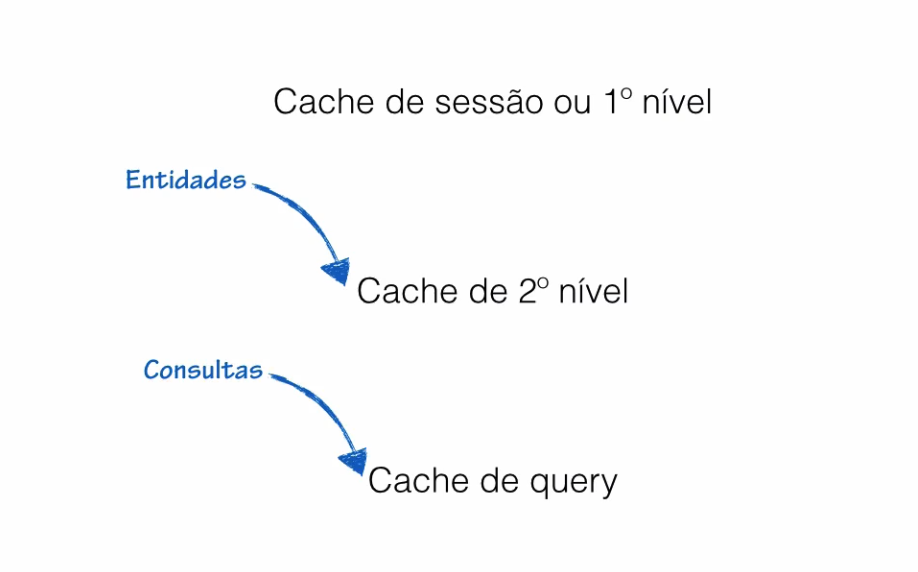 Cache de sessão ou 1º nível
Entidades
Cache de 2º nível
Consultas
Cache de query